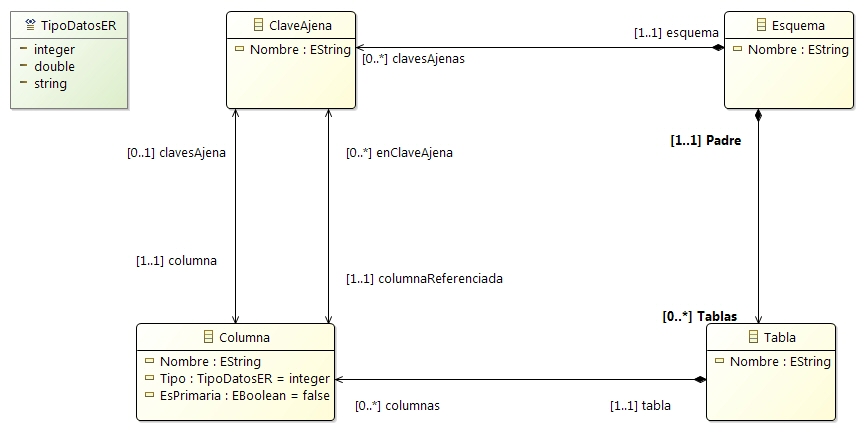 TipoDatosER
integer
double
string
ClaveAjena
Nombre : EString
[1..1] esquema
[0..*] clavesAjenas
Esquema
Nombre : EString
[1..1] Padre
[0..1] clavesAjena
[0..*] enClaveAjena
[1..1] columna
[1..1] columnaReferenciada
[0..*] Tablas
Columna
Nombre : EString
Tipo : TipoDatosER = integer
EsPrimaria : EBoolean = false
Tabla
Nombre : EString
[0..*] columnas
[1..1] tabla